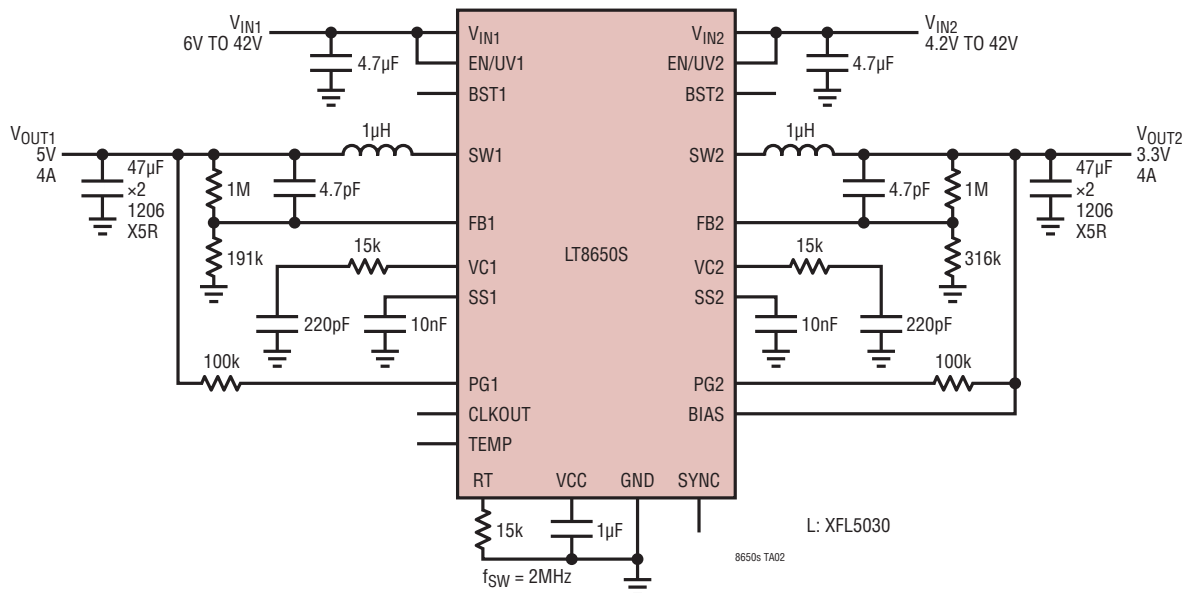 VIN1
6V TO 42V
4.7µF
VIN1
EN/UV1
BST1
VIN2
EN/UV2
BST2
4.7µF
VIN2
4.2V TO 42V
VOUT1
5V
4A
47µF
×2
1206
X5R
1M
4.7pF
1µH
SW1
191k
FB1
15k
VC1
SS1
220pF
10nF
100k
PG1
CLKOUT
TEMP
LT8650S
SW2
1µH
4.7pF
1M
47µF
×2
1206
X5R
VOUT2
3.3V
4A
FB2
316k
15k
VC2
SS2
10nF
220pF
100k
PG2
BIAS
RT
VCC
GND
SYNC
15k
1µF
fSW = 2MHz
L: XFL5030
8650s TA02